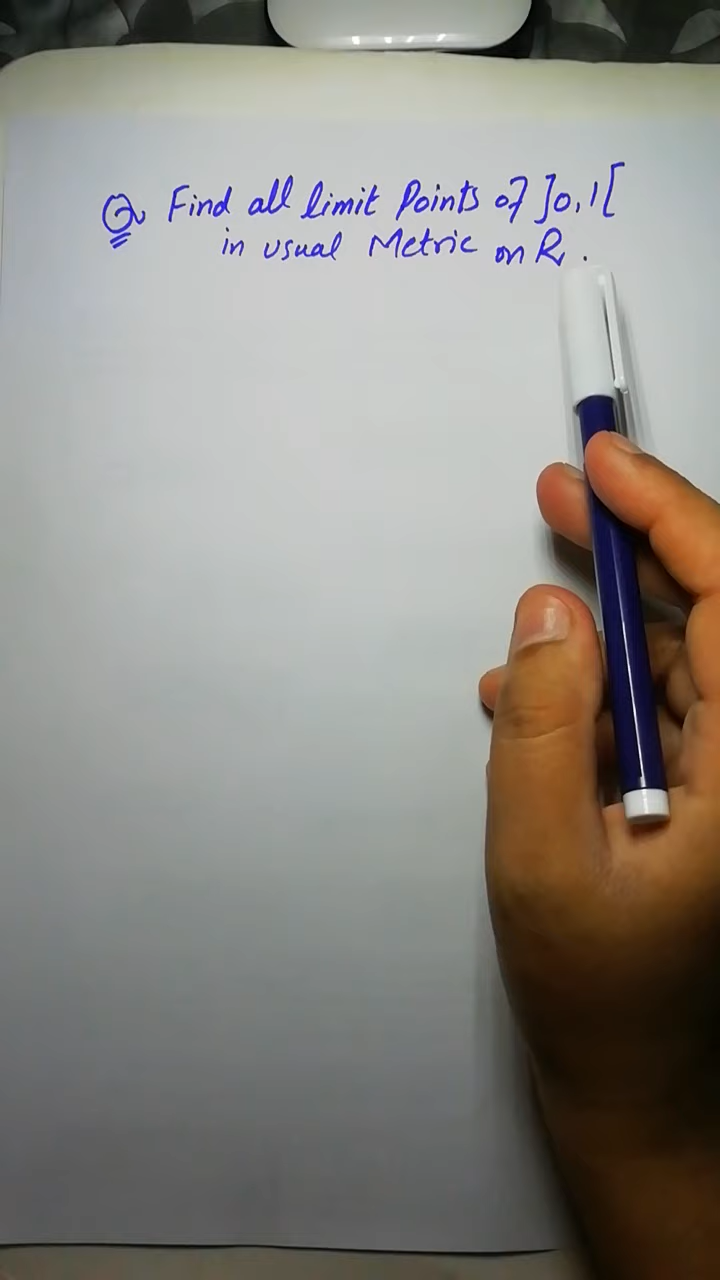 Q Find all limit Points of ]0,1[
in usual Metric on R.